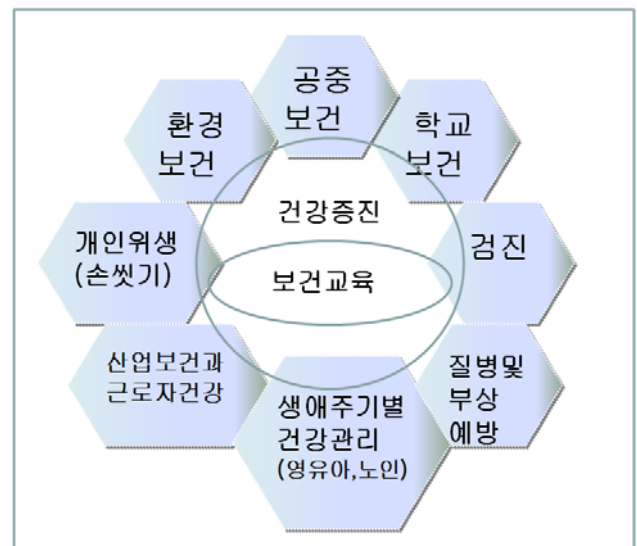 공중
보건
환경
보건
학교
보건
건강증진
개인위생
(손씻기)
검진
보건교육
산업보건과
근로자건강
질병및
부상
예방
생애주기별
건강관리
(영유아,노인)